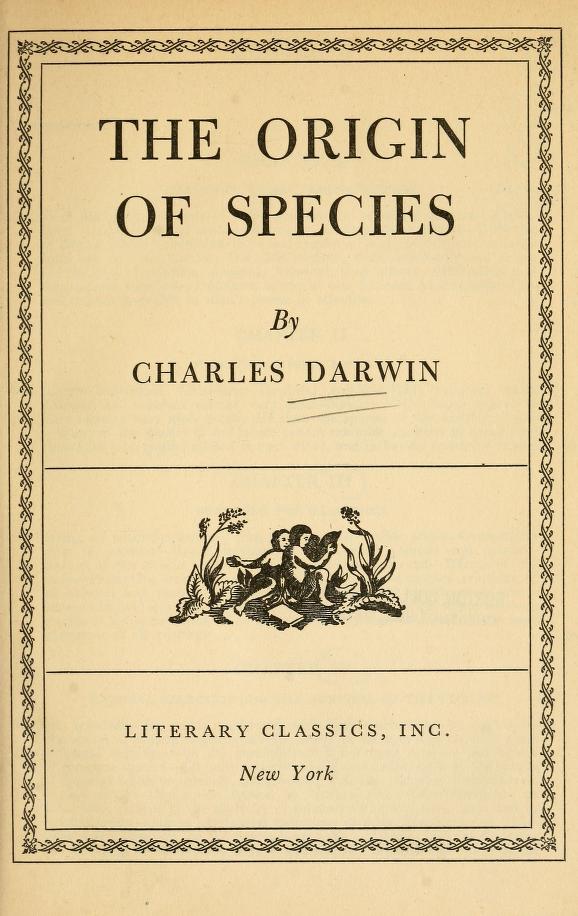 THE ORIGIN
OF SPECIES
By
CHARLES DARWIN
LITERARY CLASSICS, INC.
New York